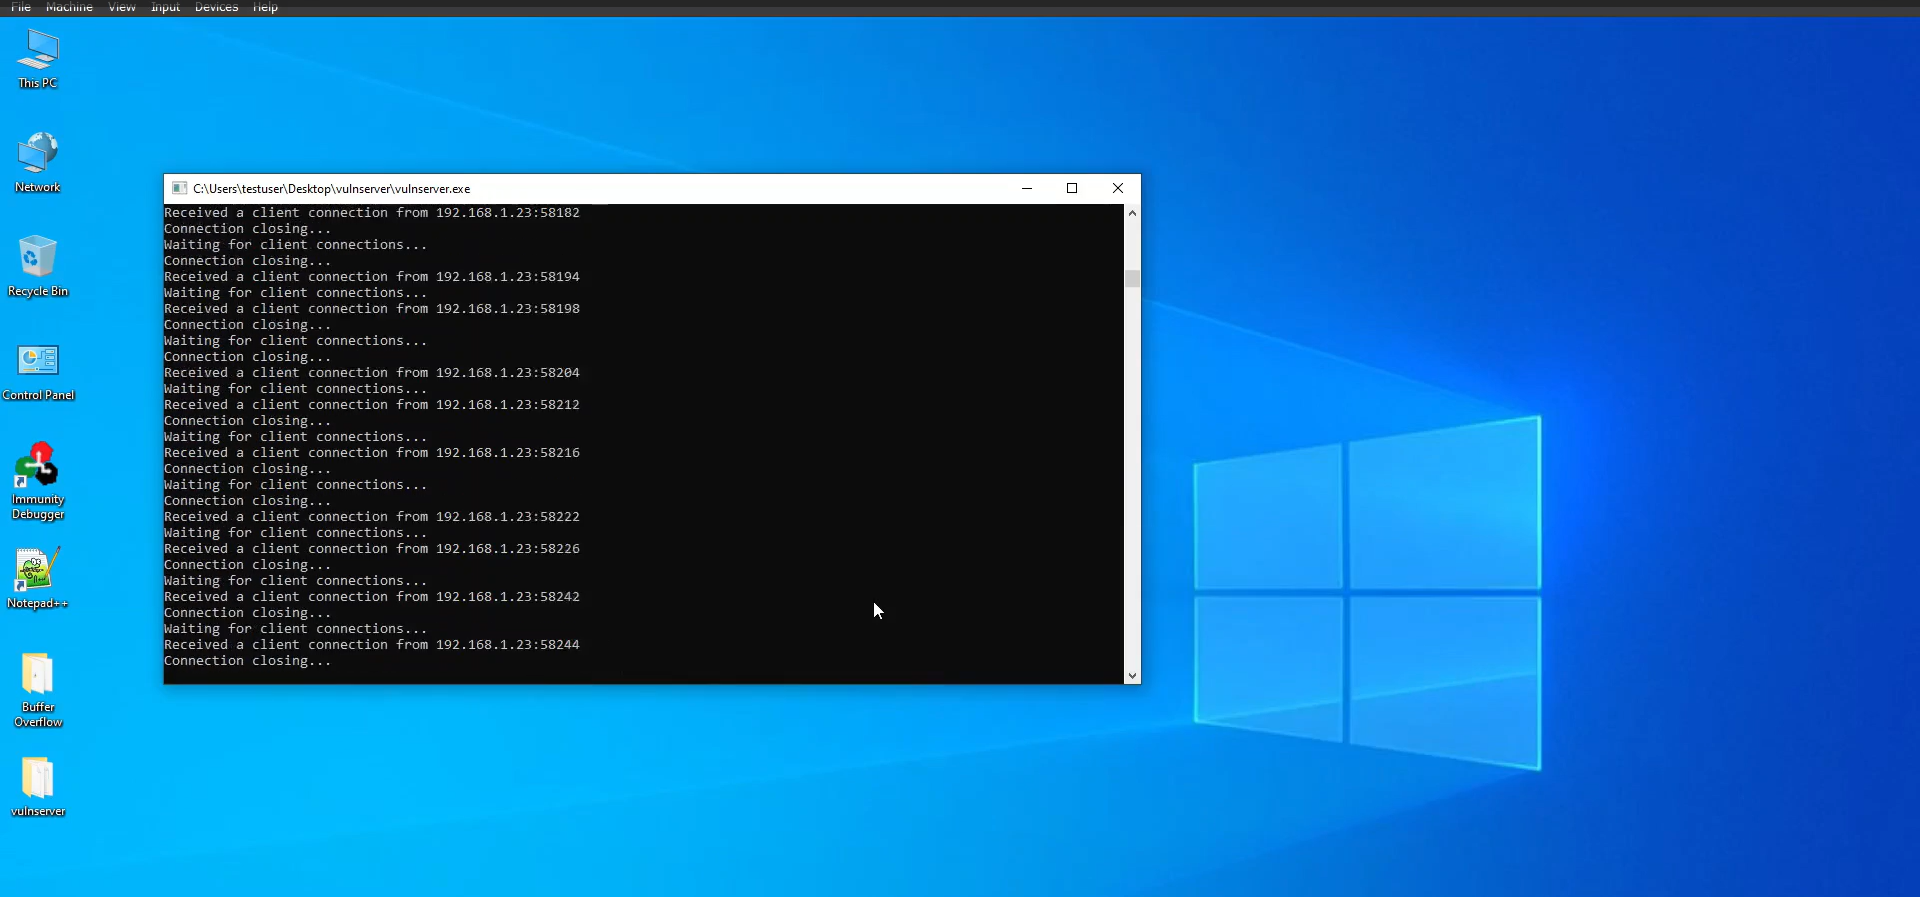 File Machine View Input Devices Help
This PC
Network
Recycle Bin
Control Panel
Immunity
Debugger
Notepad++
Buffer
Overflow
vulnserver
C:\Users\testuser\Desktop\vulnserver\vulnserver.exe
Received a client connection from 192.168.1.23:58182
Connection closing...
Waiting for client connections...
Connection closing...
Received a client connection from 192.168.1.23:58194
Waiting for client connections...
Received a client connection from 192.168.1.23:58198
Connection closing...
Waiting for client connections...
Connection closing...
Received a client connection from 192.168.1.23:58204
Waiting for client connections...
Received a client connection from 192.168.1.23:58212
Connection closing...
Waiting for client connections...
Received a client connection from 192.168.1.23:58216
Connection closing...
Waiting for client connections...
Connection closing...
Received a client connection from 192.168.1.23:58222
Waiting for client connections...
Received a client connection from 192.168.1.23:58226
Connection closing...
Waiting for client connections...
Received a client connection from 192.168.1.23:58242
Connection closing...
Waiting for client connections...
Received a client connection from 192.168.1.23:58244
Connection closing...